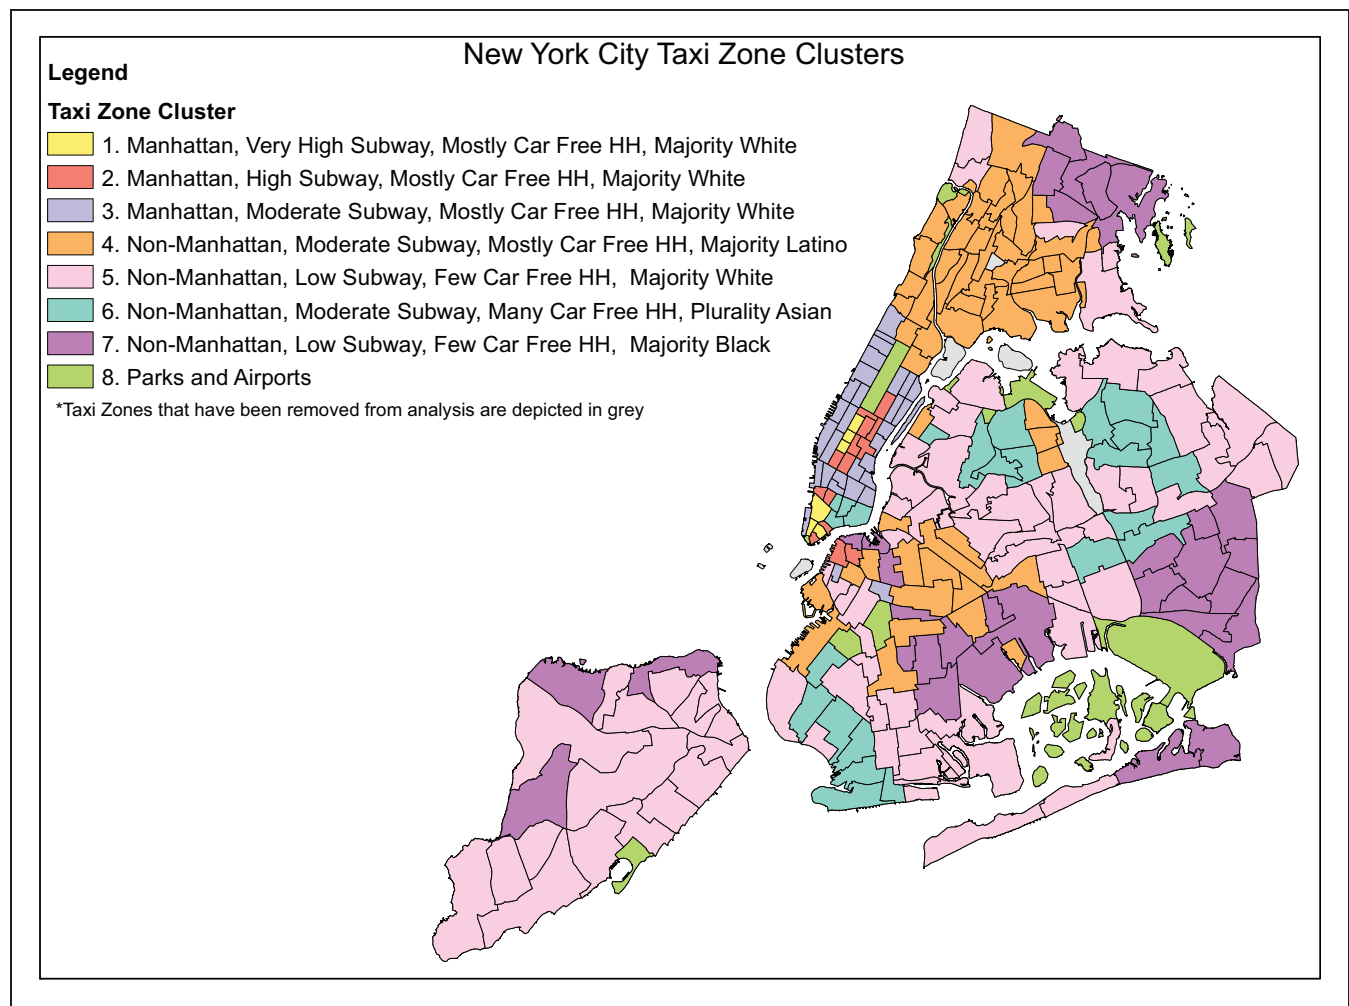 New York City Taxi Zone Clusters
Legend
Taxi Zone Cluster
1. Manhattan, Very High Subway, Mostly Car Free HH, Majority White
2. Manhattan, High Subway, Mostly Car Free HH, Majority White
3. Manhattan, Moderate Subway, Mostly Car Free HH, Majority White
4. Non-Manhattan, Moderate Subway, Mostly Car Free HH, Majority Latino
5. Non-Manhattan, Low Subway, Few Car Free HH,  Majority White
6. Non-Manhattan, Moderate Subway, Many Car Free HH, Plurality Asian
7. Non-Manhattan, Low Subway, Few Car Free HH,  Majority Black
8. Parks and Airports
*Taxi Zones that have been removed from analysis are depicted in grey